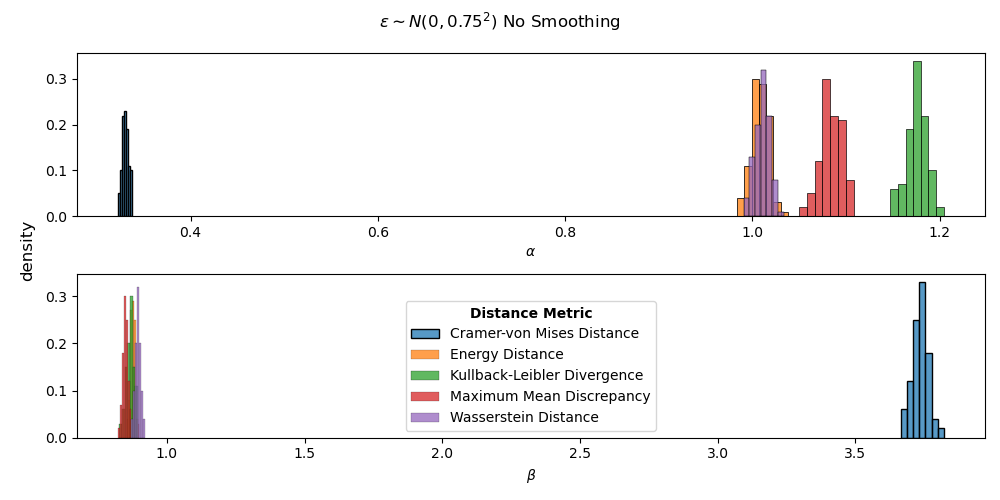 ε ~ N(0, 0.75²) No Smoothing
0.3
0.2
0.1
0.0
0.4 0.6 0.8 1.0 1.2
α
density
0.3
0.2
0.1
0.0
Distance Metric
Cramer-von Mises Distance
Energy Distance
Kullback-Leibler Divergence
Maximum Mean Discrepancy
Wasserstein Distance
1.0 1.5 2.0 2.5 3.0 3.5
β